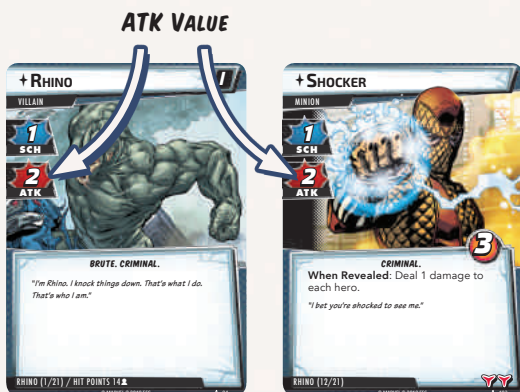 ATK VALUE
RHINO
I
VILLAIN
1
SCH
2
ATK
BRUTE. CRIMINAL.
"I'm Rhino. I knock things down. That's what I do.
That's who I am."
RHINO (1/21) / HIT POINTS 14
SHOCKER
MINION
1
SCH
2
ATK
3
CRIMINAL.
When Revealed: Deal 1 damage to
each hero.
"I bet you're shocked to see me."
RHINO (12/21)